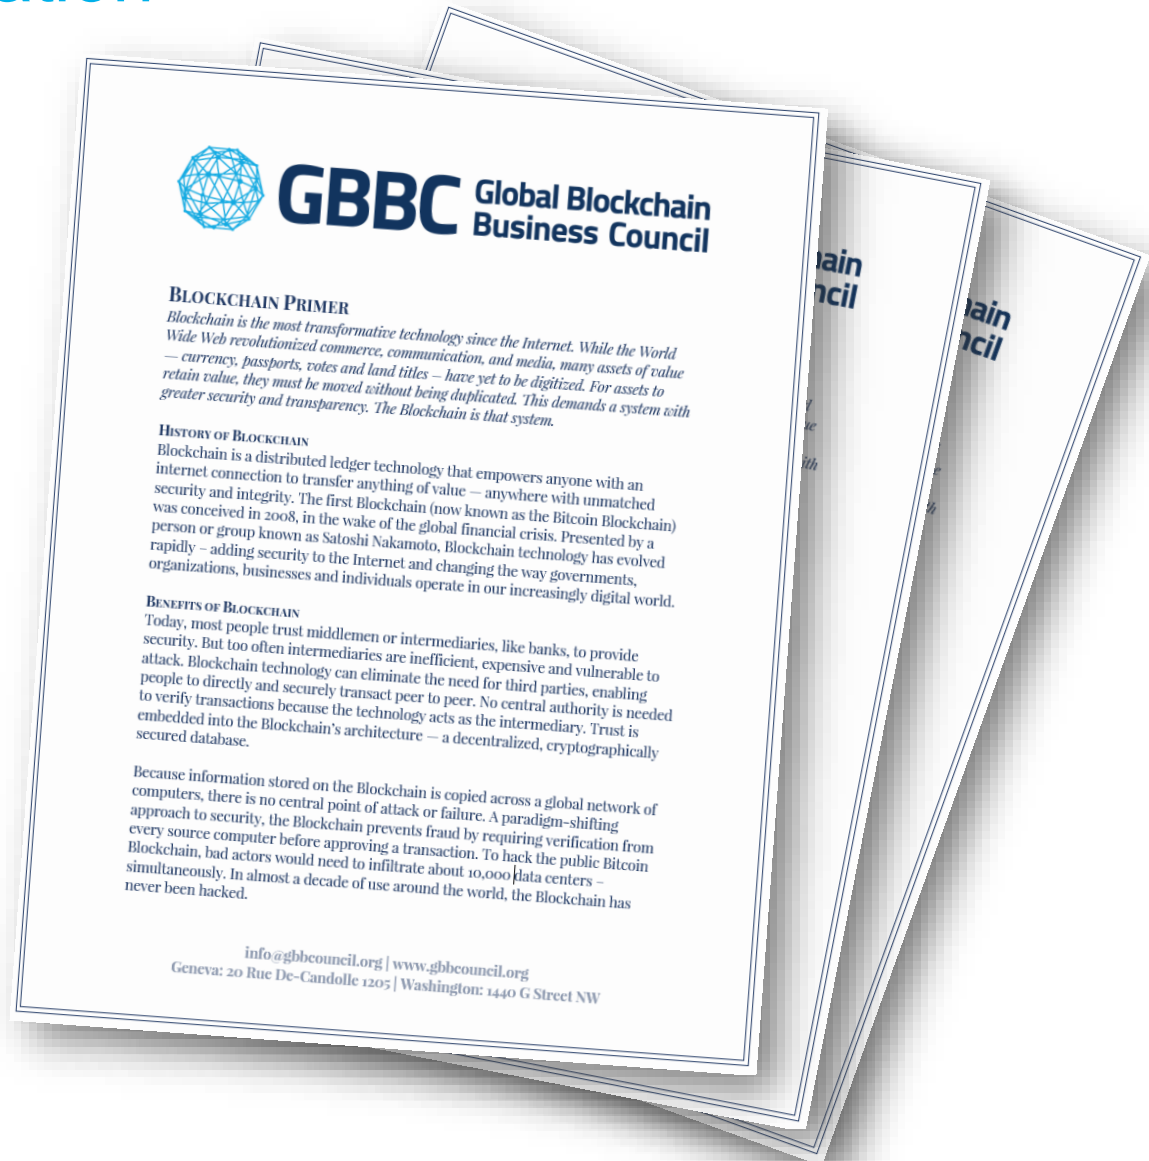 GBBC Global Blockchain
Business Council
BLOCKCHAIN PRIMER
Blockchain is the most transformative technology since the Internet. While the World
Wide Web revolutionized commerce, communication, and media, many assets of value
— currency, passports, votes and land titles – have yet to be digitized. For assets to
retain value, they must be moved without being duplicated. This demands a system with
greater security and transparency. The Blockchain is that system.
HISTORY OF BLOCKCHAIN
Blockchain is a distributed ledger technology that empowers anyone with an
internet connection to transfer anything of value — anywhere with unmatched
security and integrity. The first Blockchain (now known as the Bitcoin Blockchain)
was conceived in 2008, in the wake of the global financial crisis. Presented by a
person or group known as Satoshi Nakamoto, Blockchain technology has evolved
rapidly – adding security to the Internet and changing the way governments,
organizations, businesses and individuals operate in our increasingly digital world.
BENEFITS OF BLOCKCHAIN
Today, most people trust middlemen or intermediaries, like banks, to provide
security. But too often intermediaries are inefficient, expensive and vulnerable to
attack. Blockchain technology can eliminate the need for third parties, enabling
people to directly and securely transact peer to peer. No central authority is needed
to verify transactions because the technology acts as the intermediary. Trust is
embedded into the Blockchain's architecture — a decentralized, cryptographically
secured database.
Because information stored on the Blockchain is copied across a global network of
computers, there is no central point of attack or failure. A paradigm-shifting
approach to security, the Blockchain prevents fraud by requiring verification from
every source computer before approving a transaction. To hack the public Bitcoin
Blockchain, bad actors would need to infiltrate about 10,000 data centers –
simultaneously. In almost a decade of use around the world, the Blockchain has
never been hacked.
info@gbbcouncil.org | www.gbbcouncil.org
Geneva: 20 Rue De-Candolle 1205 | Washington: 1440 G Street NW